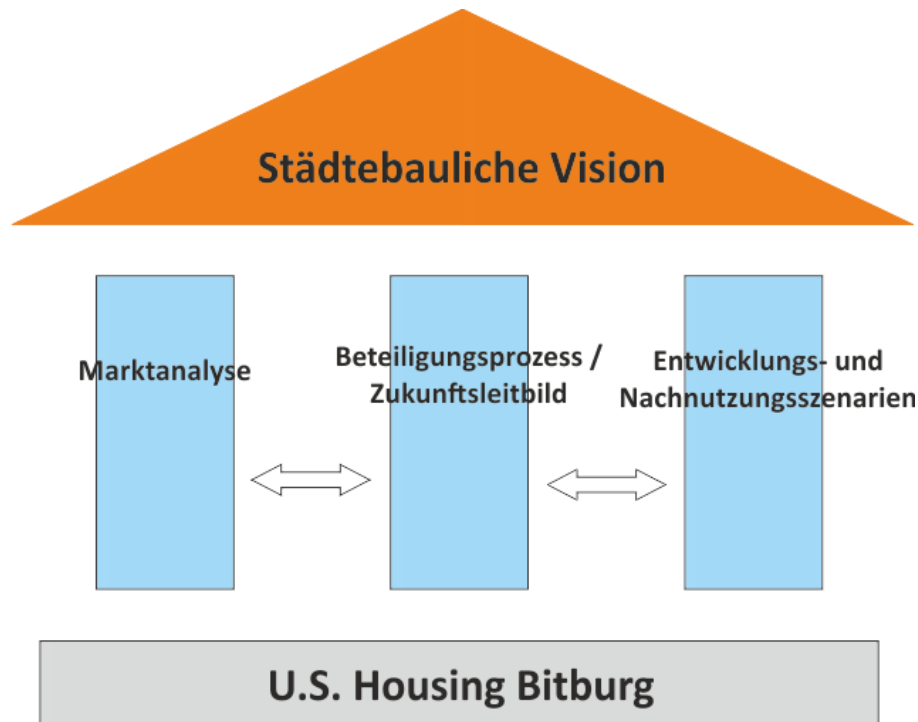 Städtebauliche Vision
Marktanalyse
Beteiligungsprozess /
Zukunftsleitbild
Entwicklungs- und
Nachnutzungsszenarien
U.S. Housing Bitburg